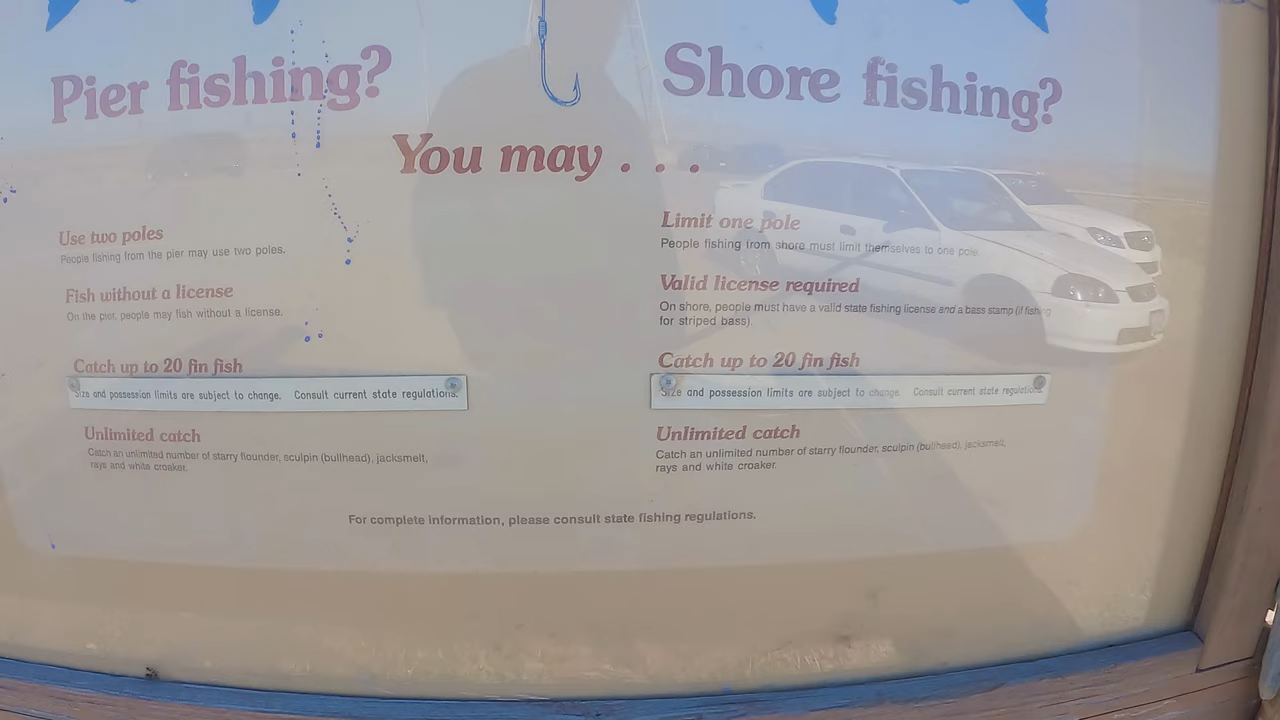 Pier fishing?
Shore fishing?
You may . . .
Use two poles
People fishing from the pier may use two poles.
Fish without a license
On the pier, people may fish without a license.
Catch up to 20 fin fish
Size and possession limits are subject to change. Consult current state regulations.
Unlimited catch
Catch an unlimited number of starry flounder, sculpin (bullhead), jacksmelt,
rays and white croaker.
Limit one pole
People fishing from shore must limit themselves to one pole.
Valid license required
On shore, people must have a valid state fishing license and a bass stamp (if fishing
for striped bass).
Catch up to 20 fin fish
Size and possession limits are subject to change. Consult current state regulations.
Unlimited catch
Catch an unlimited number of starry flounder, sculpin (bullhead), jacksmelt,
rays and white croaker.
For complete information, please consult state fishing regulations.